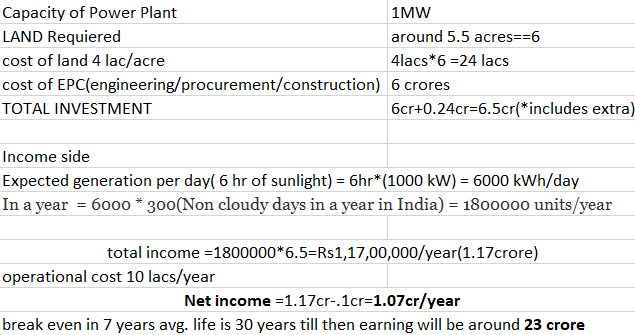 Capacity of Power Plant 1MW
LAND Requiered around 5.5 acres==6
cost of land 4 lac/acre 4lacs*6 =24 lacs
cost of EPC(engineering/procurement/construction) 6 crores
TOTAL INVESTMENT 6cr+0.24cr=6.5cr(*includes extra)
Income side
Expected generation per day( 6 hr of sunlight) = 6hr*(1000 kW) = 6000 kWh/day
In a year = 6000 * 300(Non cloudy days in a year in India) = 1800000 units/year
total income =1800000*6.5=Rs1,17,00,000/year(1.17crore)
operational cost 10 lacs/year
Net income =1.17cr-.1cr=1.07cr/year
break even in 7 years avg. life is 30 years till then earning will be around 23 crore